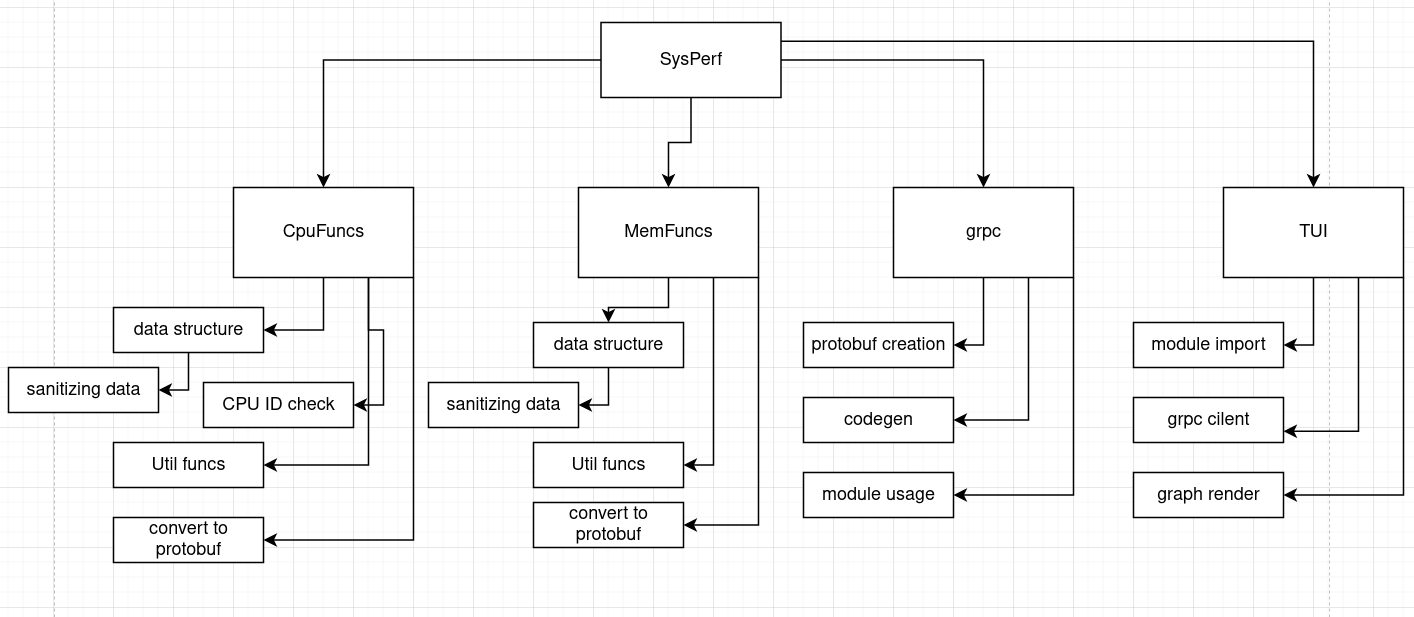 SysPerf
CpuFuncs
MemFuncs
grpc
TUI
data structure
sanitizing data
CPU ID check
Util funcs
convert to
protobuf
data structure
sanitizing data
Util funcs
convert to
protobuf
protobuf creation
codegen
module usage
module import
grpc cilent
graph render